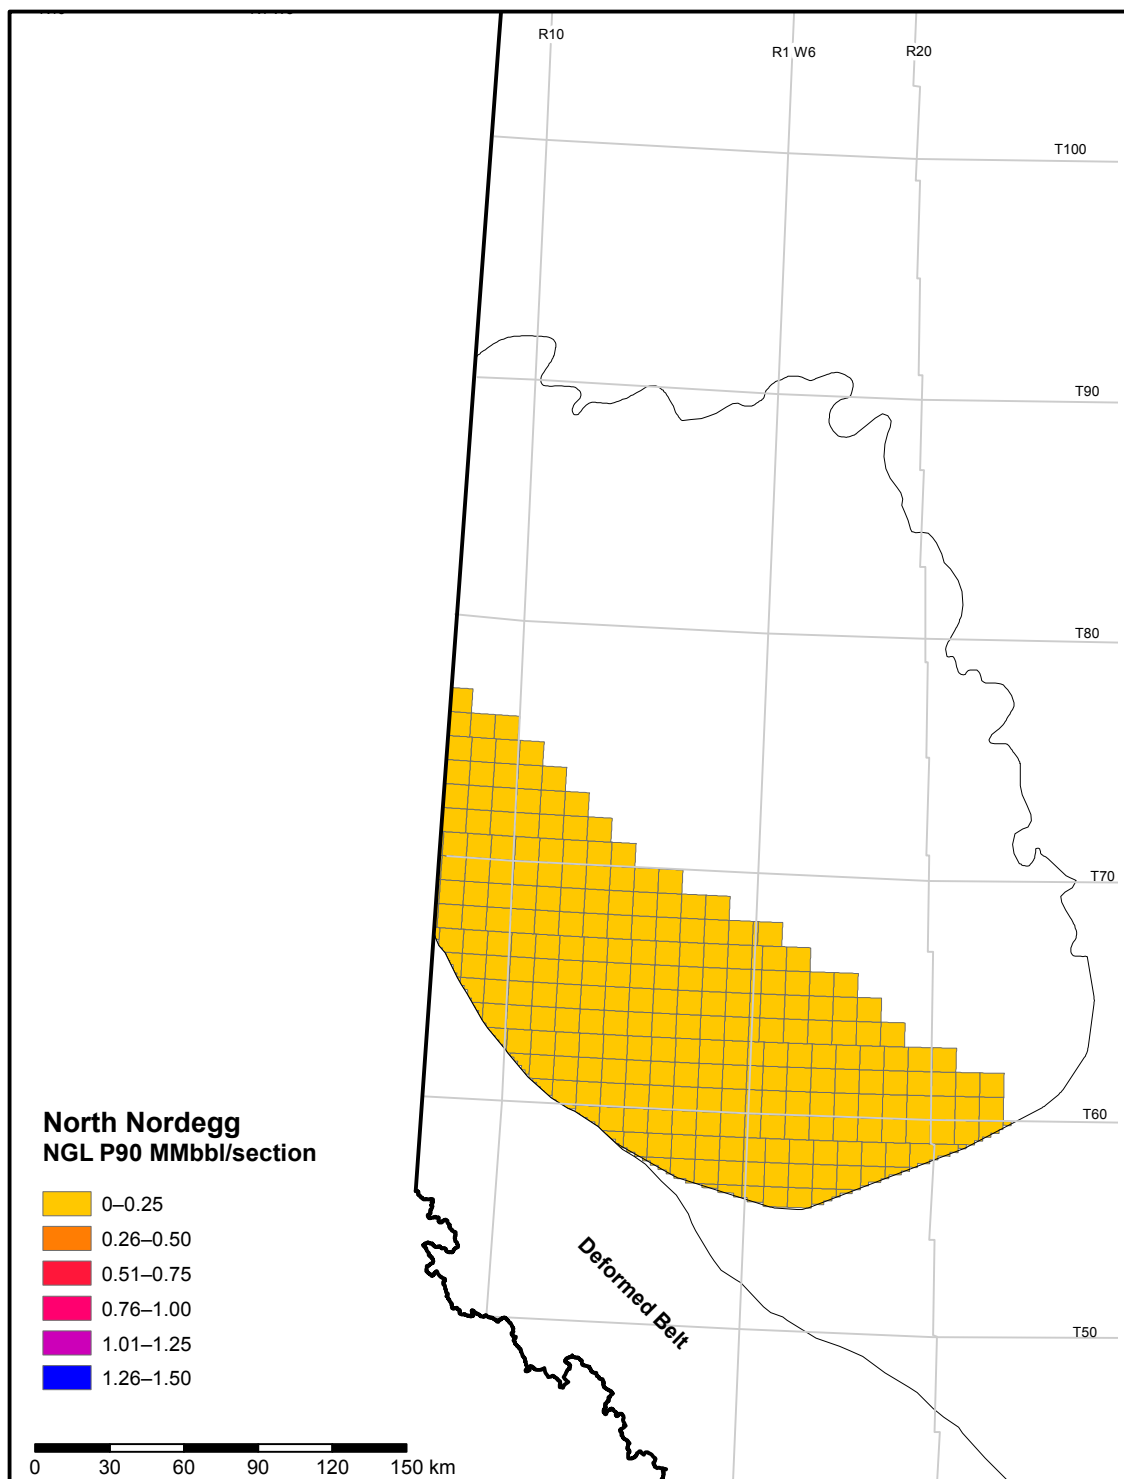 R10
R1 W6
R20
T100
T90
T80
T70
T60
T50
Deformed Belt
North Nordegg
NGL P90 MMbbl/section
0–0.25
0.26–0.50
0.51–0.75
0.76–1.00
1.01–1.25
1.26–1.50
0 30 60 90 120 150 km